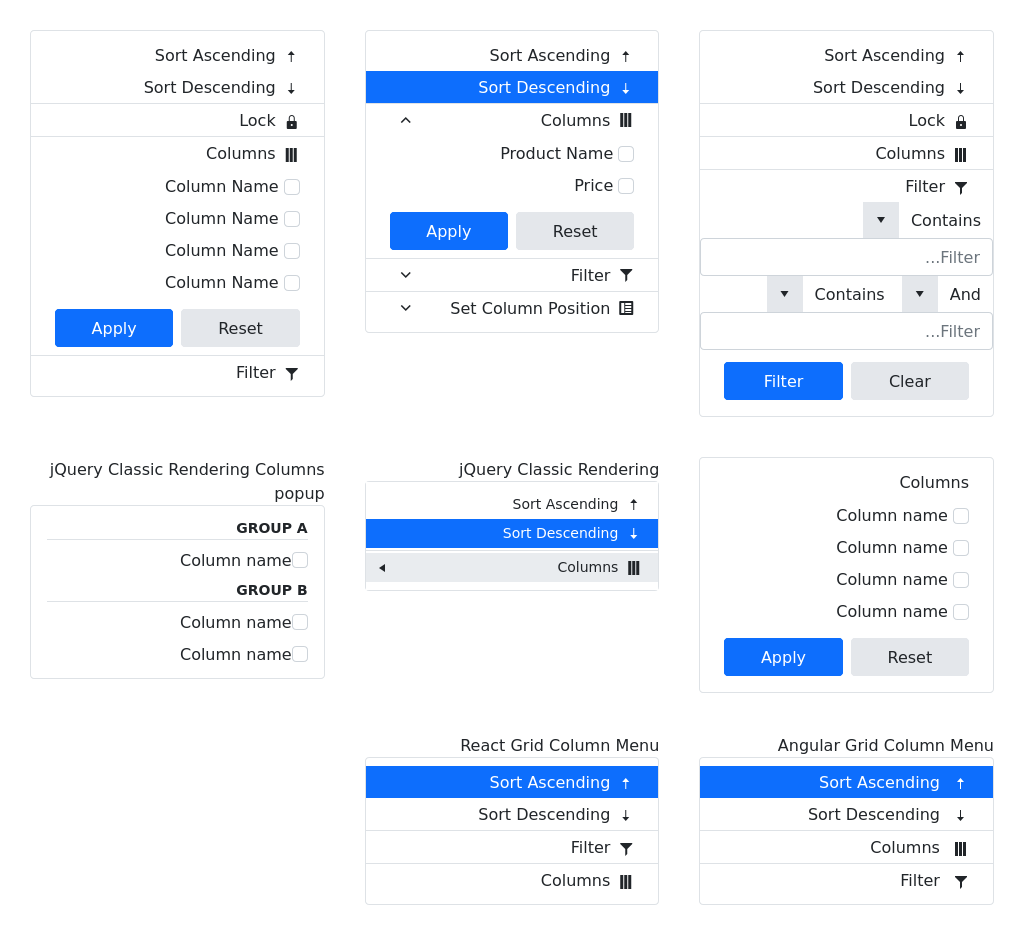 Sort Ascending
Sort Descending
Lock
Columns
Column Name
Column Name
Column Name
Column Name
Apply Reset
Filter
Sort Ascending
Sort Descending
Columns
Product Name
Price
Apply Reset
Filter
Set Column Position
Sort Ascending
Sort Descending
Lock
Columns
Filter
Contains
...Filter
Contains And
...Filter
Filter Clear
jQuery Classic Rendering Columns
popup
GROUP A
Column name
GROUP B
Column name
Column name
jQuery Classic Rendering
Sort Ascending
Sort Descending
Columns
Columns
Column name
Column name
Column name
Column name
Apply Reset
React Grid Column Menu
Sort Ascending
Sort Descending
Filter
Columns
Angular Grid Column Menu
Sort Ascending
Sort Descending
Columns
Filter